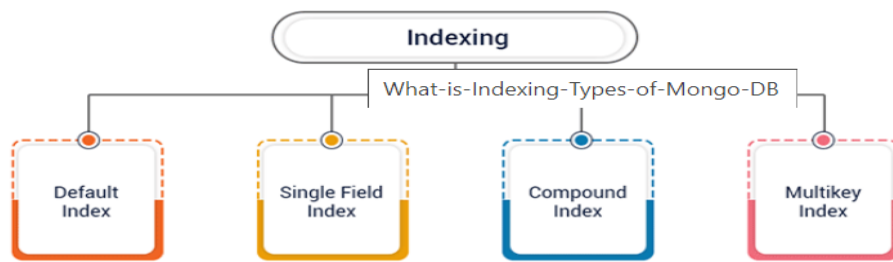 Indexing
What-is-Indexing-Types-of-Mongo-DB
Default
Index
Single Field
Index
Compound
Index
Multikey
Index